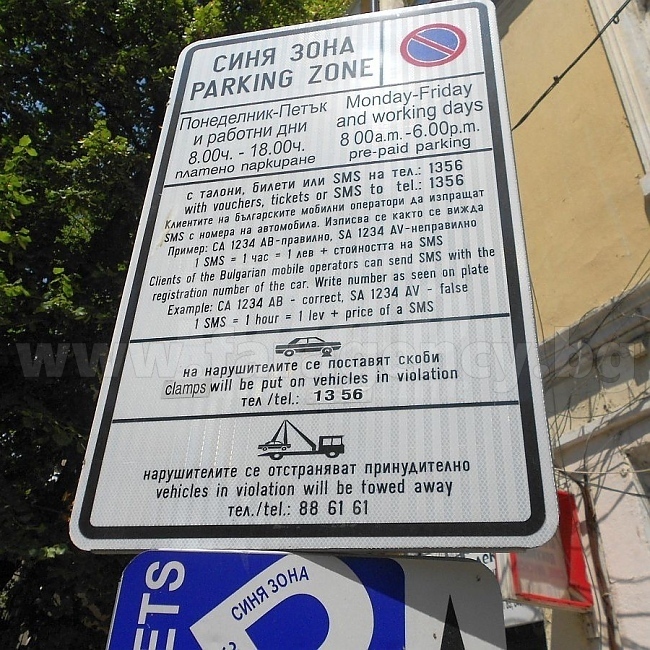 СИНЯ ЗОНА
PARKING ZONE
Понеделник-Петък
и работни дни
8.00ч. - 18.00ч.
платено паркиране
Monday-Friday
and working days
8 00a.m.-6.00p.m.
pre-paid parking
с талони, билети или SMS на тел.: 1356
with vouchers, tickets or SMS to tel.: 1356
Клиентите на българските мобилни оператори да изпращат
SMS с номера на автомобила. Изписва се както се вижда
Пример: CA 1234 AB-правилно, SA 1234 AV-неправилно
1 SMS = 1 час = 1 лев + стойността на SMS
Clients of the Bulgarian mobile operators can send SMS with the
registration number of the car. Write number as seen on plate
Example: CA 1234 AB - correct, SA 1234 AV - false
1 SMS = 1 hour = 1 lev + price of a SMS
на нарушителите се поставят скоби
clamps will be put on vehicles in violation
тел /tel.: 13 56
нарушителите се отстраняват принудително
vehicles in violation will be towed away
тел./tel.: 88 61 61
ETS
СИНЯ ЗОНА